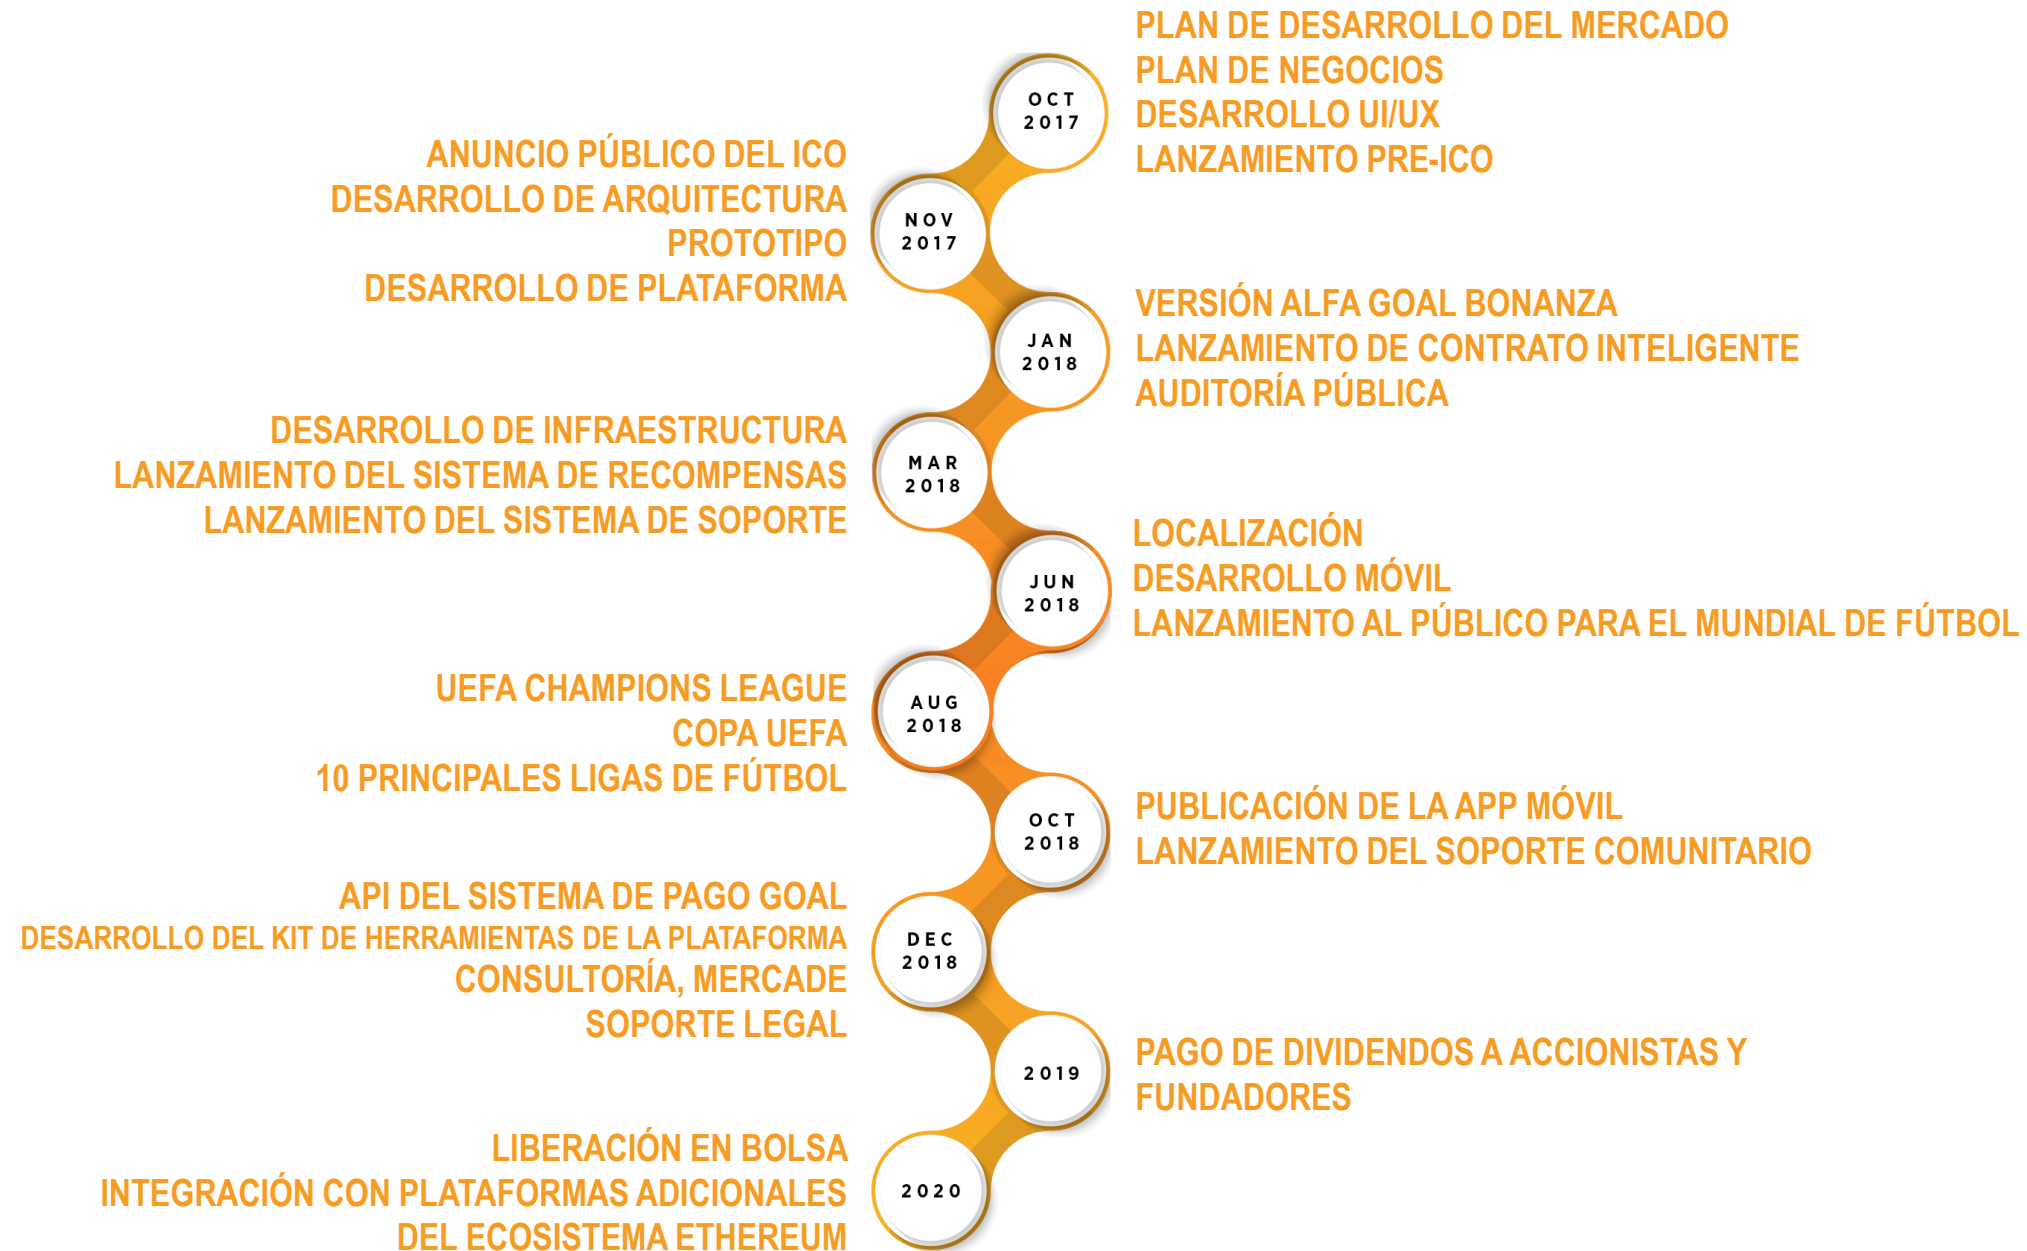 OCT
2017
PLAN DE DESARROLLO DEL MERCADO
PLAN DE NEGOCIOS
DESARROLLO UI/UX
LANZAMIENTO PRE-ICO
ANUNCIO PÚBLICO DEL ICO
DESARROLLO DE ARQUITECTURA
PROTOTIPO
DESARROLLO DE PLATAFORMA
NOV
2017
JAN
2018
VERSIÓN ALFA GOAL BONANZA
LANZAMIENTO DE CONTRATO INTELIGENTE
AUDITORÍA PÚBLICA
DESARROLLO DE INFRAESTRUCTURA
LANZAMIENTO DEL SISTEMA DE RECOMPENSAS
LANZAMIENTO DEL SISTEMA DE SOPORTE
MAR
2018
JUN
2018
LOCALIZACIÓN
DESARROLLO MÓVIL
LANZAMIENTO AL PÚBLICO PARA EL MUNDIAL DE FÚTBOL
UEFA CHAMPIONS LEAGUE
COPA UEFA
10 PRINCIPALES LIGAS DE FÚTBOL
AUG
2018
OCT
2018
PUBLICACIÓN DE LA APP MÓVIL
LANZAMIENTO DEL SOPORTE COMUNITARIO
API DEL SISTEMA DE PAGO GOAL
DESARROLLO DEL KIT DE HERRAMIENTAS DE LA PLATAFORMA
CONSULTORÍA, MERCADE
SOPORTE LEGAL
DEC
2018
2019
PAGO DE DIVIDENDOS A ACCIONISTAS Y
FUNDADORES
LIBERACIÓN EN BOLSA
INTEGRACIÓN CON PLATAFORMAS ADICIONALES
DEL ECOSISTEMA ETHEREUM
2020